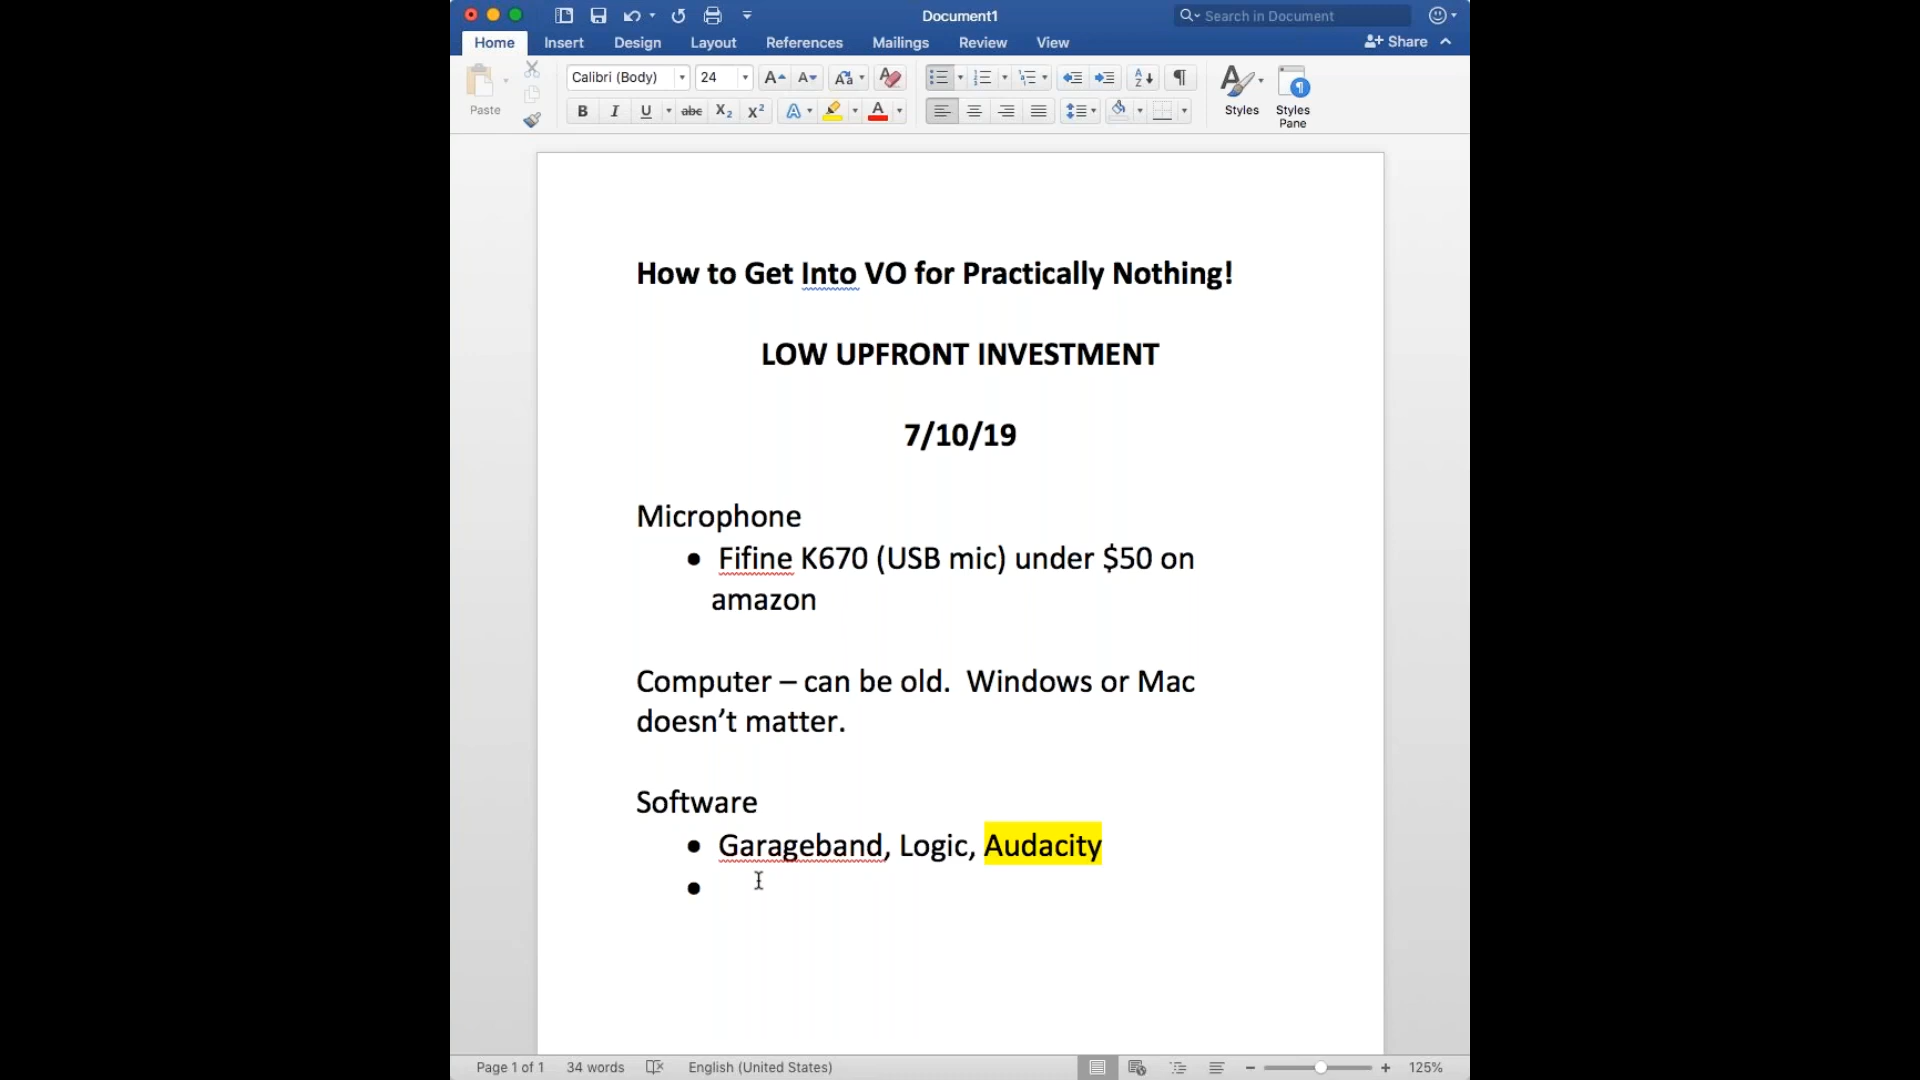 Document1
Search in Document
Home Insert Design Layout References Mailings Review View Share
Calibri (Body) 24
Paste Styles Styles Pane
How to Get Into VO for Practically Nothing!
LOW UPFRONT INVESTMENT
7/10/19
Microphone
• Fifine K670 (USB mic) under $50 on
amazon
Computer – can be old.  Windows or Mac
doesn’t matter.
Software
• Garageband, Logic, Audacity
•
Page 1 of 1 34 words English (United States) 125%